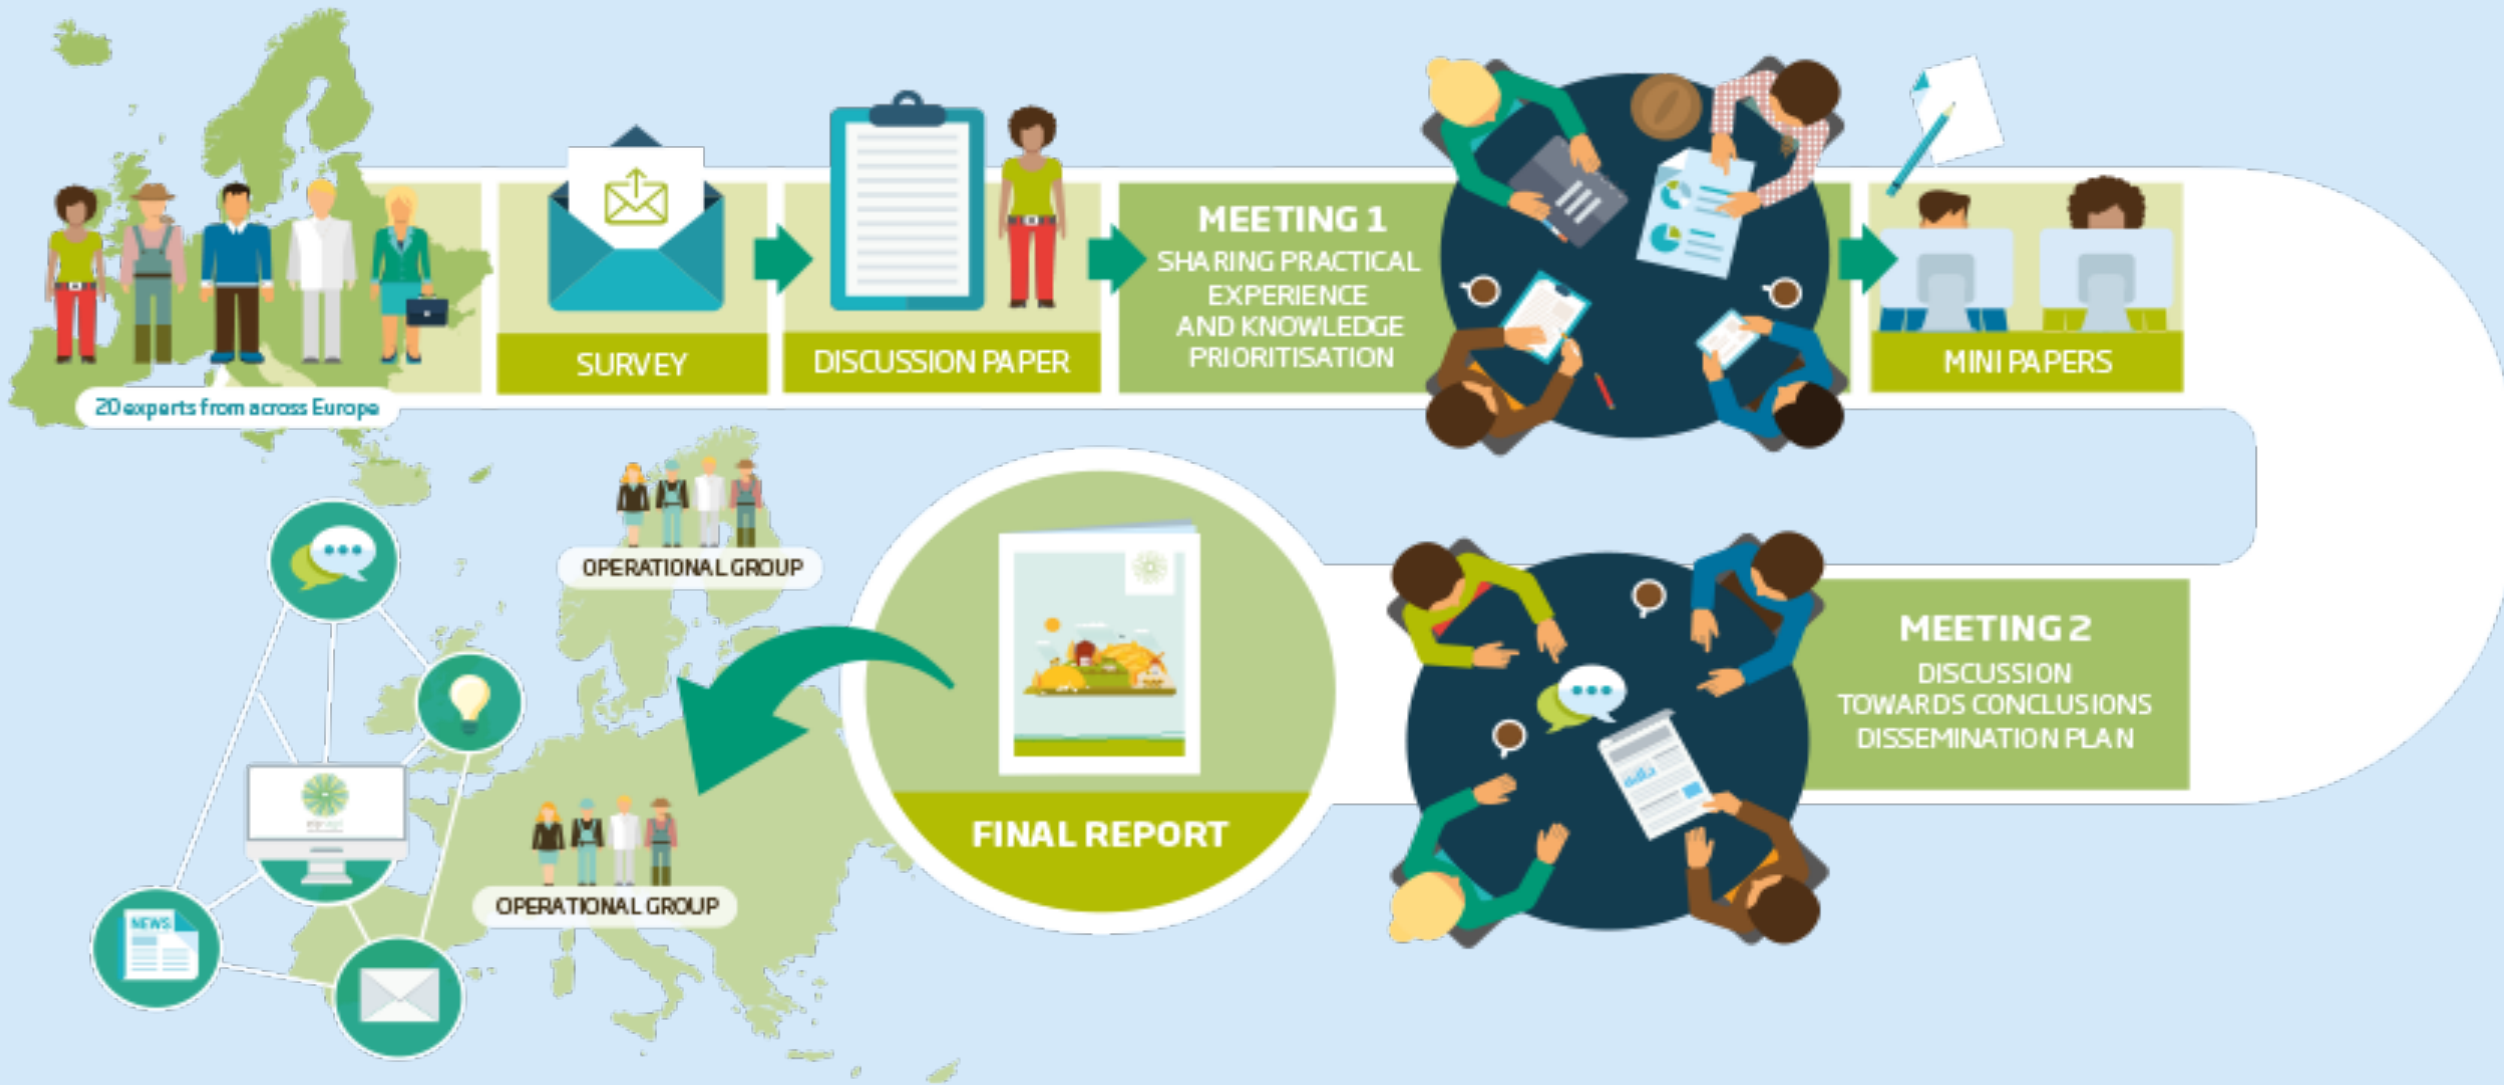 20 experts from across Europe
SURVEY
DISCUSSION PAPER
MEETING 1
SHARING PRACTICAL
EXPERIENCE
AND KNOWLEDGE
PRIORITISATION
MINI PAPERS
MEETING 2
DISCUSSION
TOWARDS CONCLUSIONS
DISSEMINATION PLAN
FINAL REPORT
OPERATIONAL GROUP
OPERATIONAL GROUP
NEWS